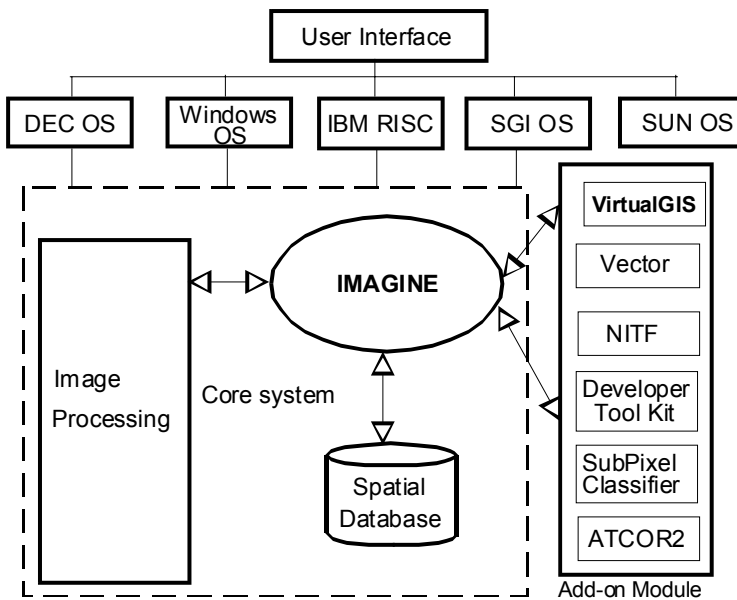 User Interface
DEC OS
Windows
OS
IBM RISC
SGI OS
SUN OS
VirtualGIS
Vector
NITF
Developer
Tool Kit
SubPixel
Classifier
ATCOR2
Add-on Module
IMAGINE
Image
Processing
Core system
Spatial
Database